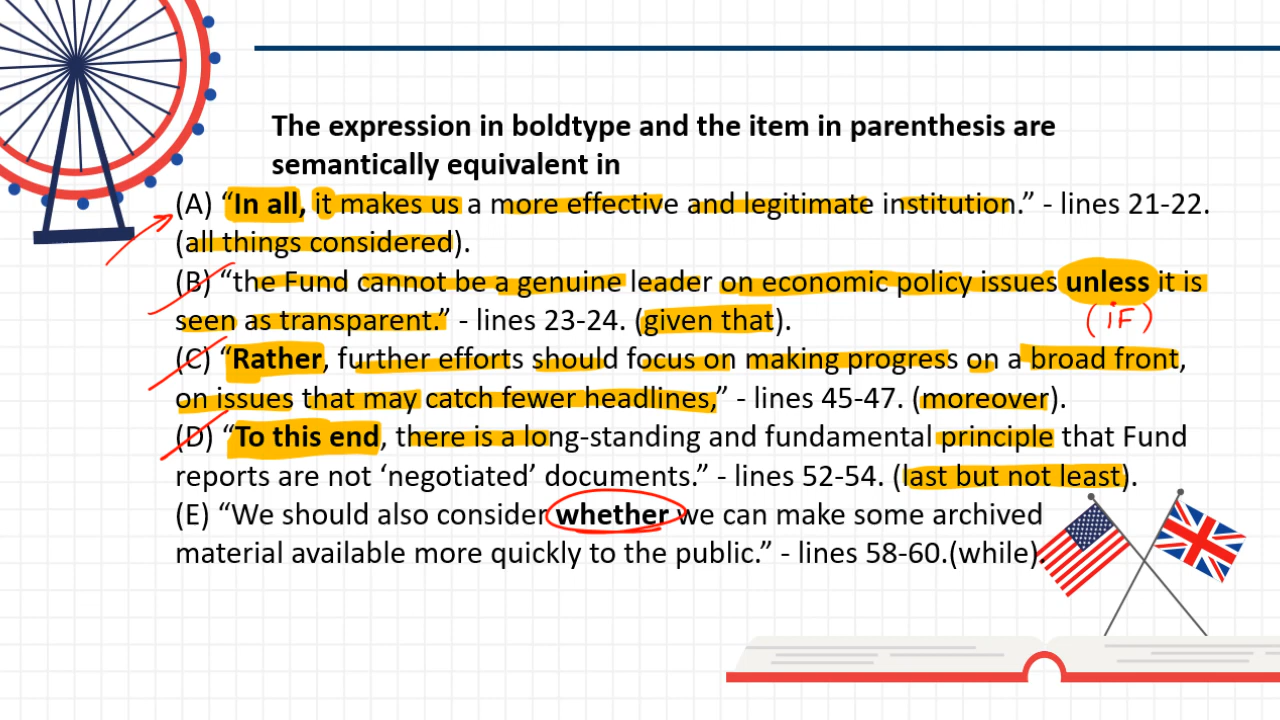 The expression in boldtype and the item in parenthesis are
semantically equivalent in
(A) “In all, it makes us a more effective and legitimate institution.” - lines 21-22.
(all things considered).
(B) “the Fund cannot be a genuine leader on economic policy issues unless it is
seen as transparent.” - lines 23-24. (given that).
(iF)
(C) “Rather, further efforts should focus on making progress on a broad front,
on issues that may catch fewer headlines,” - lines 45-47. (moreover).
(D) “To this end, there is a long-standing and fundamental principle that Fund
reports are not ‘negotiated’ documents.” - lines 52-54. (last but not least).
(E) “We should also consider whether we can make some archived
material available more quickly to the public.” - lines 58-60.(while).